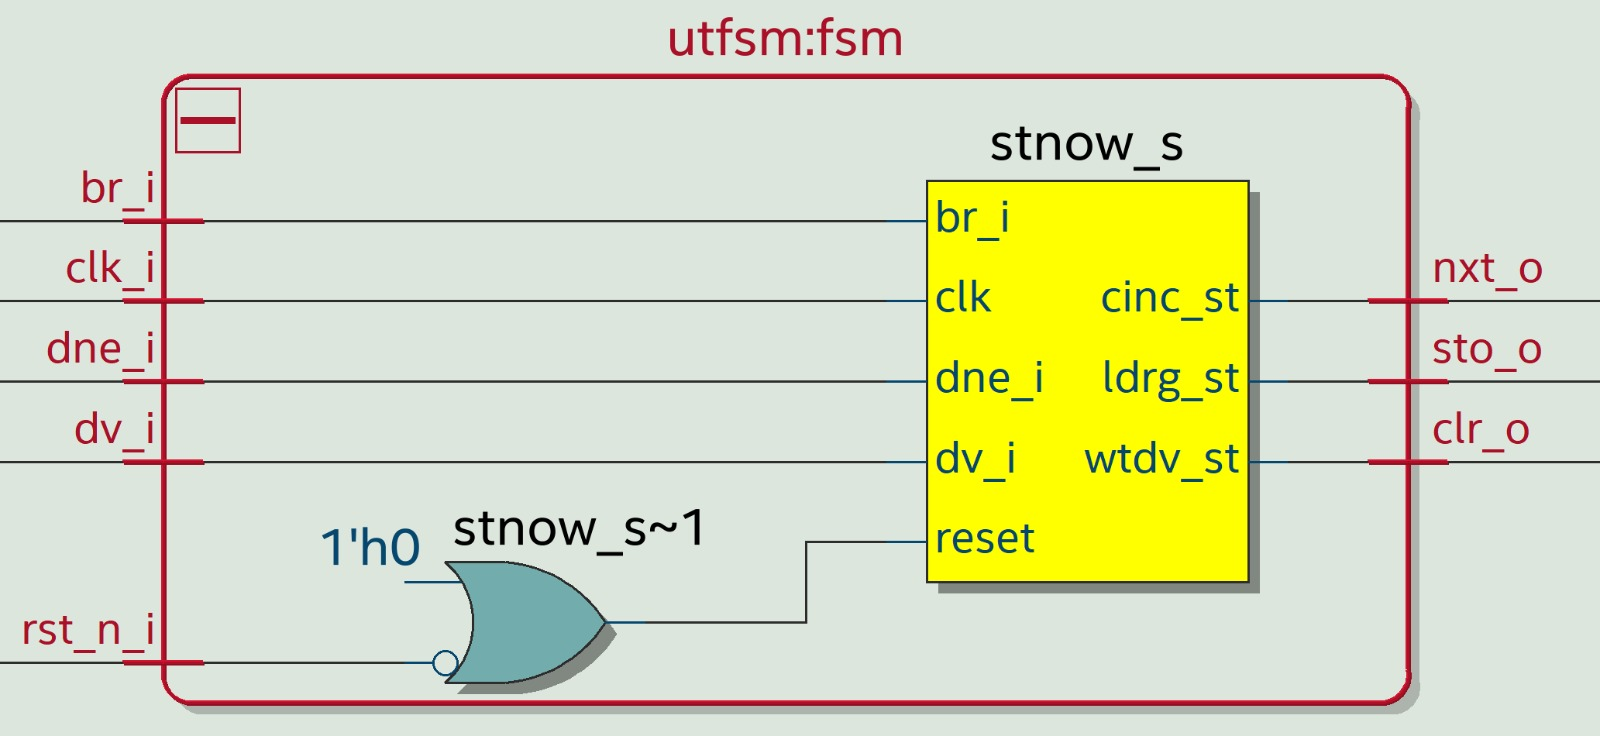 utfsm:fsm
stnow_s
br_i
clk_i
dne_i
dv_i
br_i
clk
dne_i
dv_i
reset
cinc_st
ldrg_st
wtdv_st
nxt_o
sto_o
clr_o
1'h0
stnow_s~1
rst_n_i